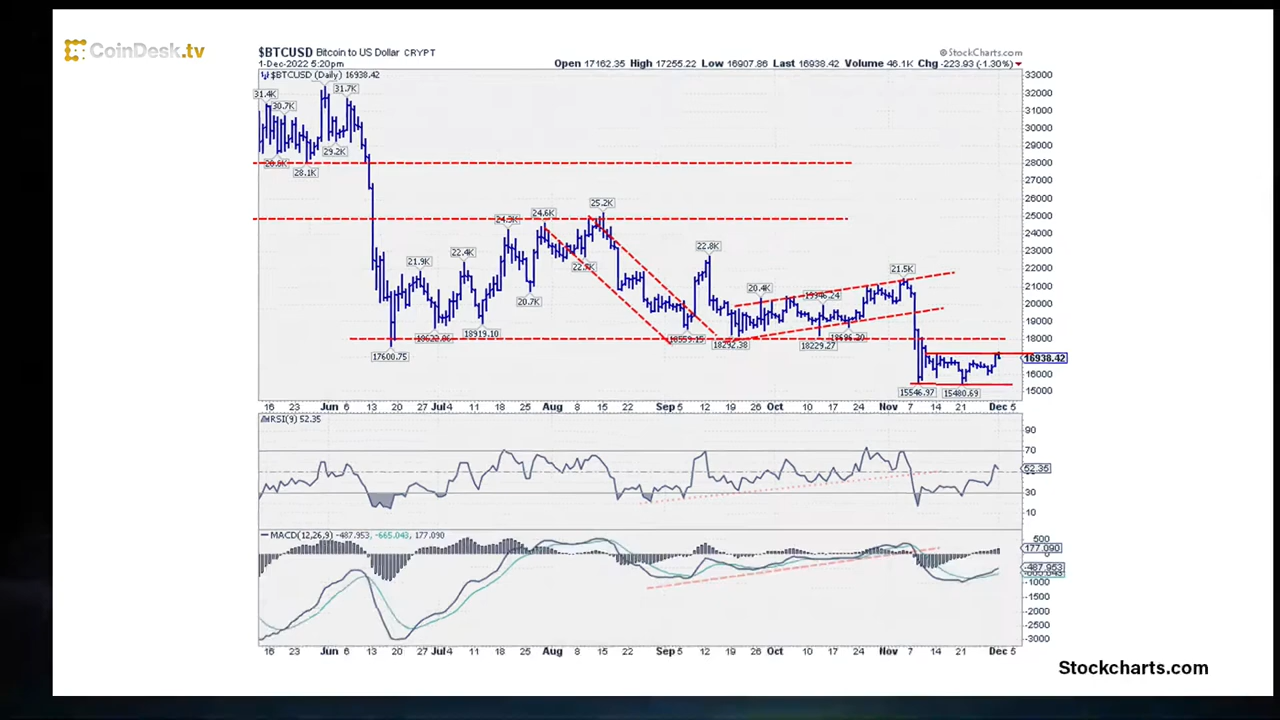 CoinDesk.tv
$BTCUSD Bitcoin to US Dollar CRYPT
© StockCharts.com
1-Dec-2022 5:20pm
Open 17162.35 High 17255.22 Low 16907.86 Last 16938.42 Volume 46.1K Chg -223.93 (-1.30%)
$BTCUSD (Daily) 16938.42
33000
32000
31000
30000
29000
28000
27000
26000
25000
24000
23000
22000
21000
20000
19000
18000
16938.42
16000
15000
31.4K
30.7K
31.7K
29.2K
28.1K
24.6K
25.2K
22.8K
21.9K
22.4K
20.7K
20.4K
21.5K
18919.10
17600.75
18559.15
18292.38
18229.27
18686.20
15546.97
15480.69
16 23 Jun 6 13 20 27 Jul 4 11 18 25 Aug 8 15 22 Sep 5 12 19 26 Oct 10 17 24 Nov 7 14 21 Dec 5
RSI(9) 52.35
90
70
52.35
30
10
MACD(12,26,9) -487.953, -665.043, 177.090
500
177.090
0
-487.953
-1000
-1500
-2000
-2500
-3000
16 23 Jun 6 13 20 27 Jul 4 11 18 25 Aug 8 15 22 Sep 5 12 19 26 Oct 10 17 24 Nov 7 14 21 Dec 5
Stockcharts.com